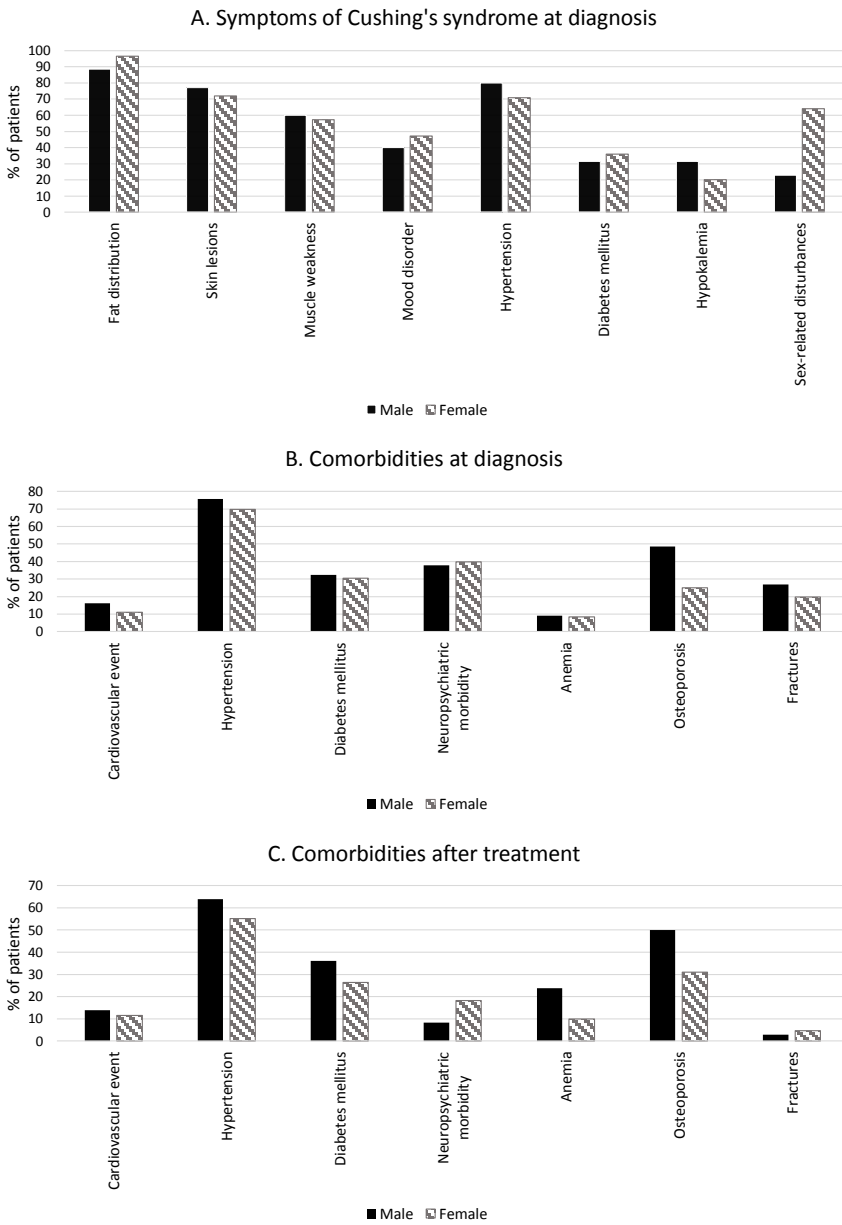 A. Symptoms of Cushing's syndrome at diagnosis
% of patients
100
90
80
70
60
50
40
30
20
10
0
Fat distribution
Skin lesions
Muscle weakness
Mood disorder
Hypertension
Diabetes mellitus
Hypokalemia
Sex-related disturbances
Male Female
B. Comorbidities at diagnosis
% of patients
80
70
60
50
40
30
20
10
0
Cardiovascular event
Hypertension
Diabetes mellitus
Neuropsychiatric
morbidity
Anemia
Osteoporosis
Fractures
Male Female
C. Comorbidities after treatment
% of patients
70
60
50
40
30
20
10
0
Cardiovascular event
Hypertension
Diabetes mellitus
Neuropsychiatric
morbidity
Anemia
Osteoporosis
Fractures
Male Female